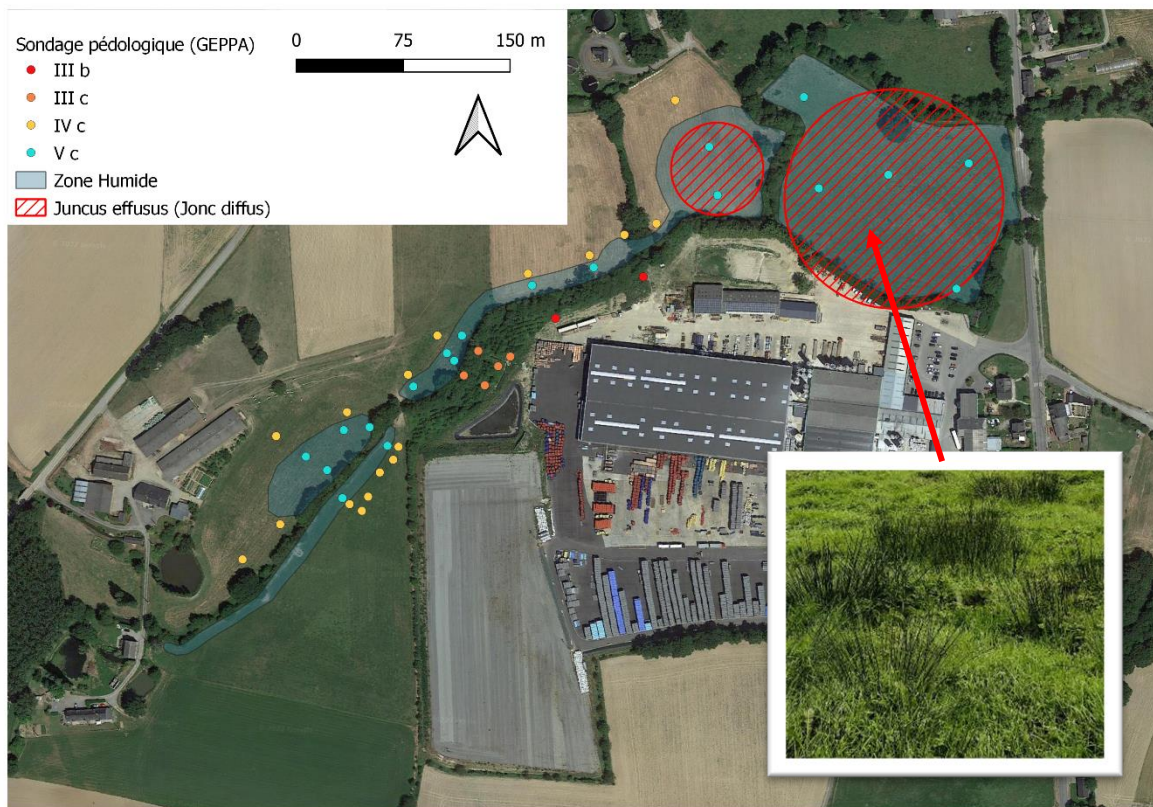 Sondage pédologique (GEPPA)
III b
III c
IV c
V c
Zone Humide
Juncus effusus (Jonc diffus)
0 75 150 m